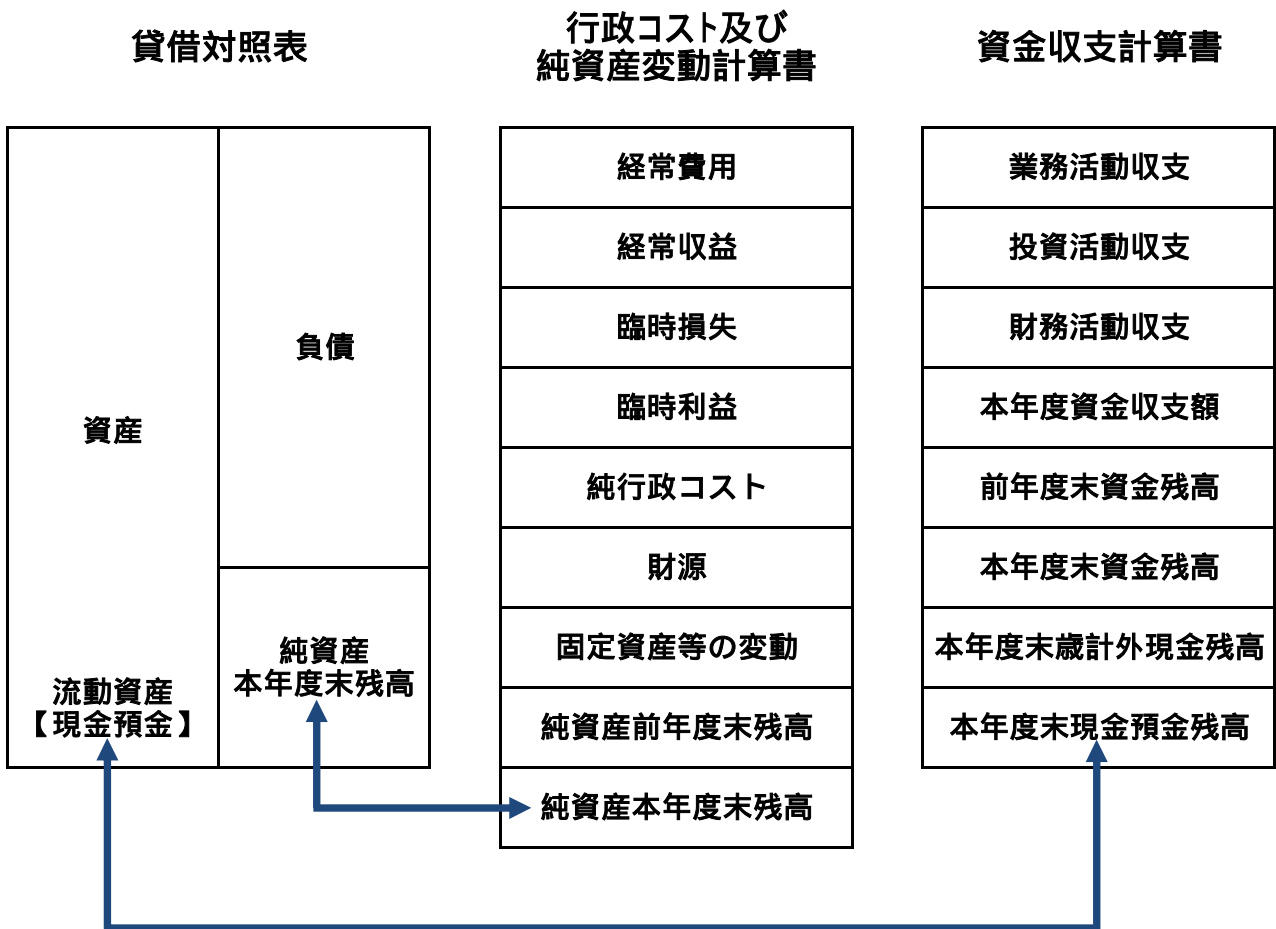 貸借対照表
資産
流動資産
【現金預金】
負債
純資産
本年度末残高
行政コスト及び
純資産変動計算書
経常費用
経常収益
臨時損失
臨時利益
純行政コスト
財源
固定資産等の変動
純資産前年度末残高
純資産本年度末残高
資金収支計算書
業務活動収支
投資活動収支
財務活動収支
本年度資金収支額
前年度末資金残高
本年度末資金残高
本年度末歳計外現金残高
本年度末現金預金残高